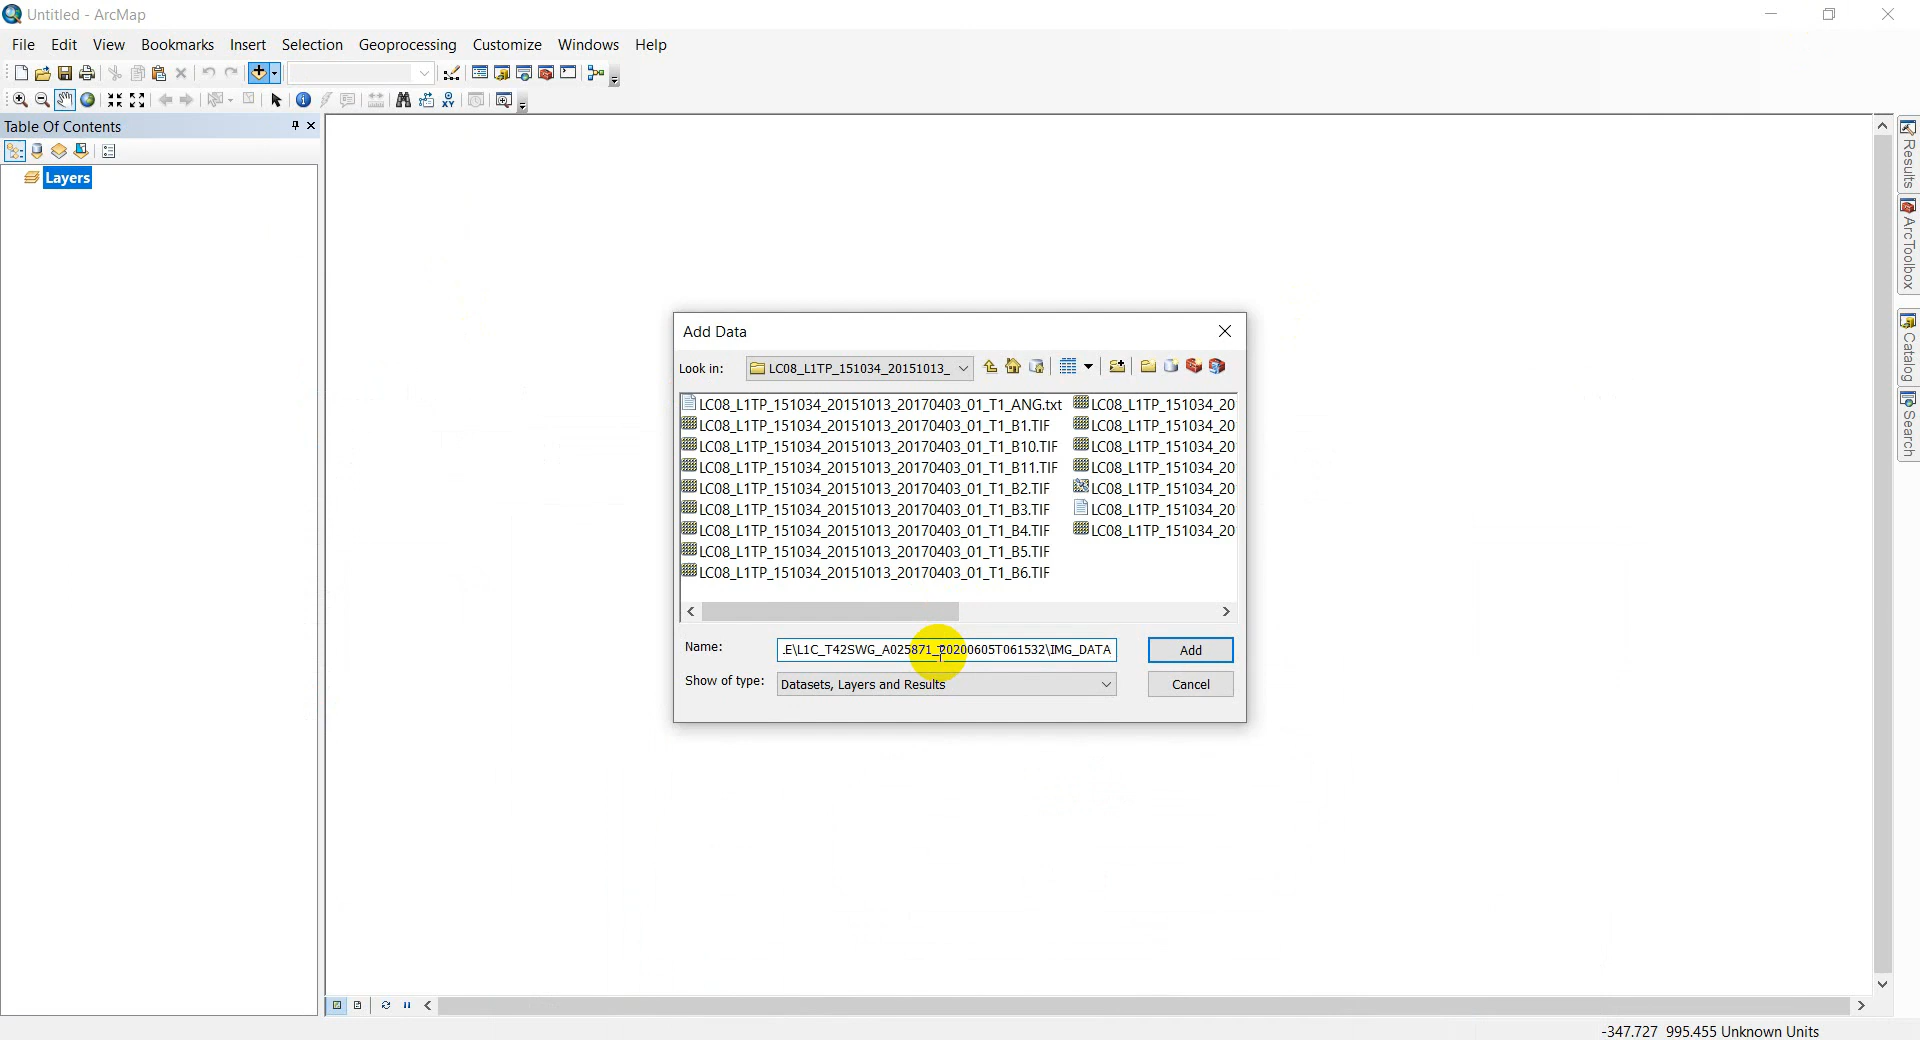 Untitled - ArcMap
File Edit View Bookmarks Insert Selection Geoprocessing Customize Windows Help
Table Of Contents
Layers
Results
ArcToolbox
Catalog
Search
Add Data
Look in: LC08_L1TP_151034_20151013_
LC08_L1TP_151034_20151013_20170403_01_T1_ANG.txt LC08_L1TP_151034_20
LC08_L1TP_151034_20151013_20170403_01_T1_B1.TIF LC08_L1TP_151034_20
LC08_L1TP_151034_20151013_20170403_01_T1_B10.TIF LC08_L1TP_151034_20
LC08_L1TP_151034_20151013_20170403_01_T1_B11.TIF LC08_L1TP_151034_20
LC08_L1TP_151034_20151013_20170403_01_T1_B2.TIF LC08_L1TP_151034_20
LC08_L1TP_151034_20151013_20170403_01_T1_B3.TIF LC08_L1TP_151034_20
LC08_L1TP_151034_20151013_20170403_01_T1_B4.TIF LC08_L1TP_151034_20
LC08_L1TP_151034_20151013_20170403_01_T1_B5.TIF
LC08_L1TP_151034_20151013_20170403_01_T1_B6.TIF
Name: .E\L1C_T42SWG_A025871_20200605T061532\IMG_DATA Add
Show of type: Datasets, Layers and Results Cancel
-347.727 995.455 Unknown Units